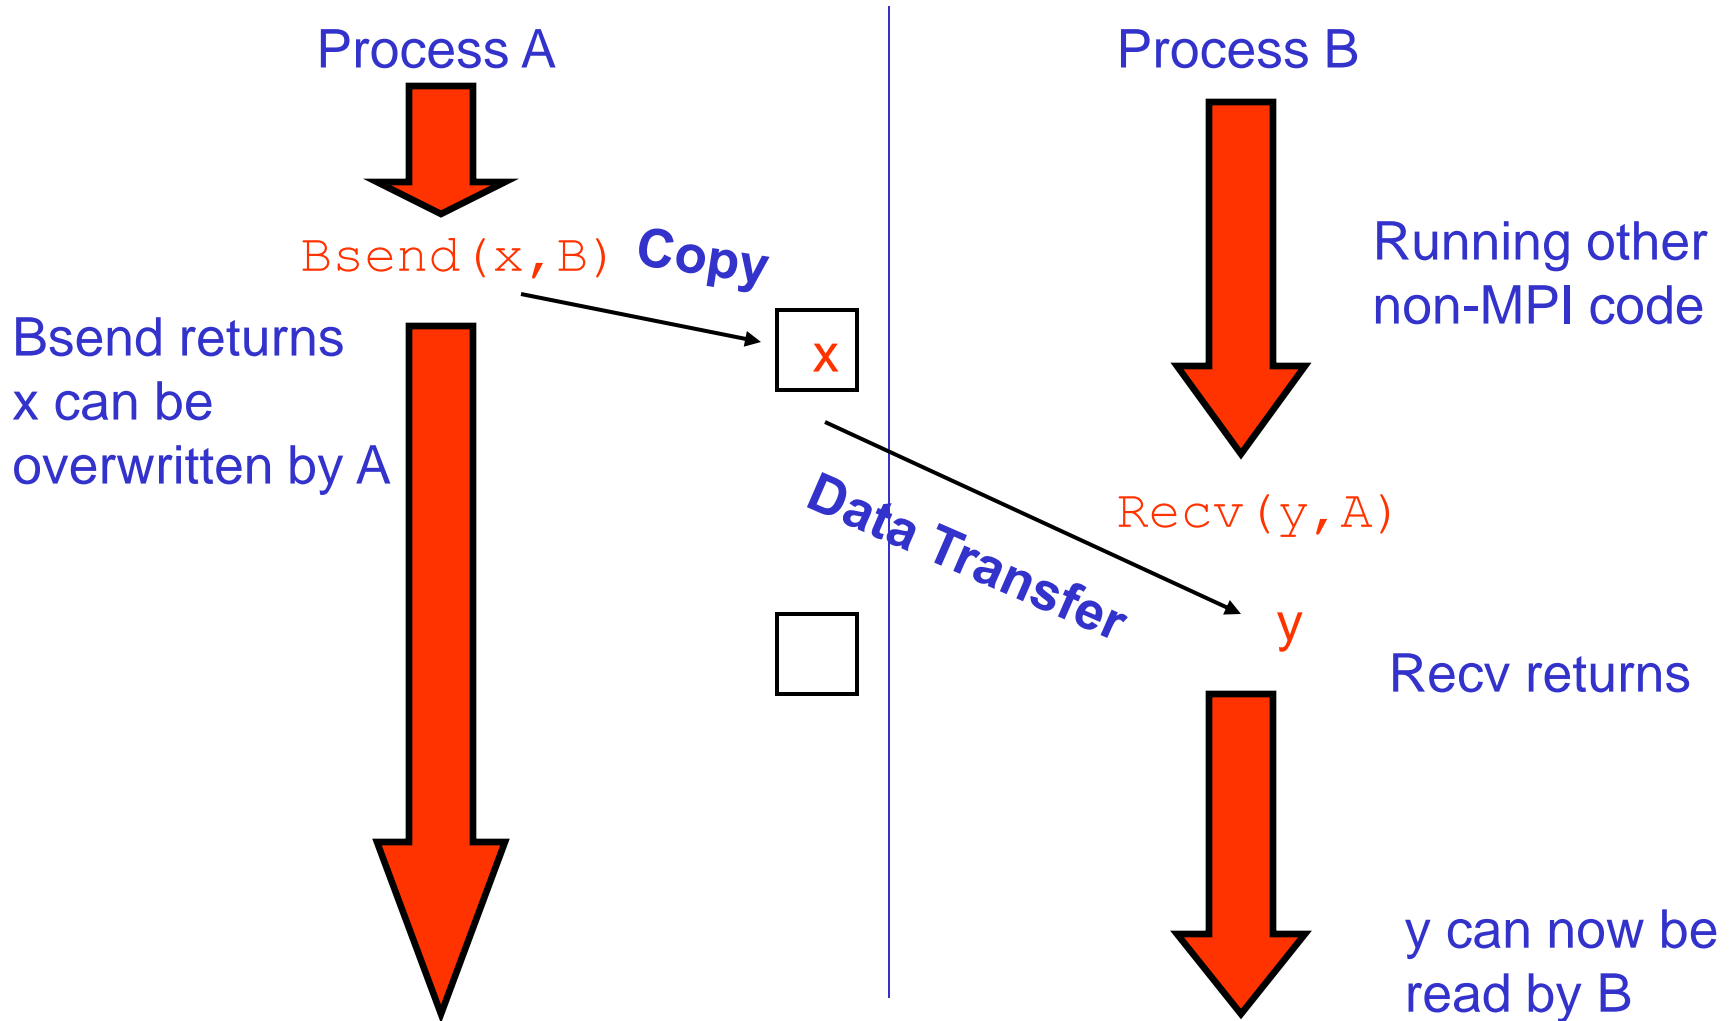 Process A
Process B
Bsend(x,B)
Copy
Running other
non-MPI code
Bsend returns
x can be
overwritten by A
x
Data Transfer
Recv(y,A)
y
Recv returns
y can now be
read by B